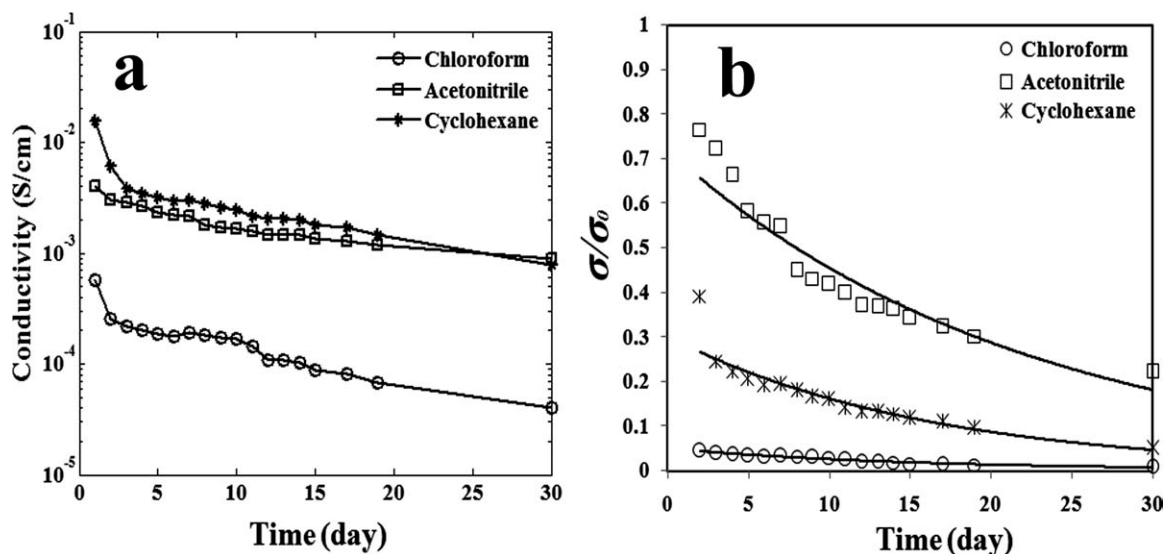 a
Chloroform
Acetonitrile
Cyclohexane
Conductivity (S/cm)
10⁻¹
10⁻²
10⁻³
10⁻⁴
10⁻⁵
0 5 10 15 20 25 30
Time (day)
b
Chloroform
Acetonitrile
Cyclohexane
σ/σ₀
1
0.9
0.8
0.7
0.6
0.5
0.4
0.3
0.2
0.1
0
0 5 10 15 20 25 30
Time (day)